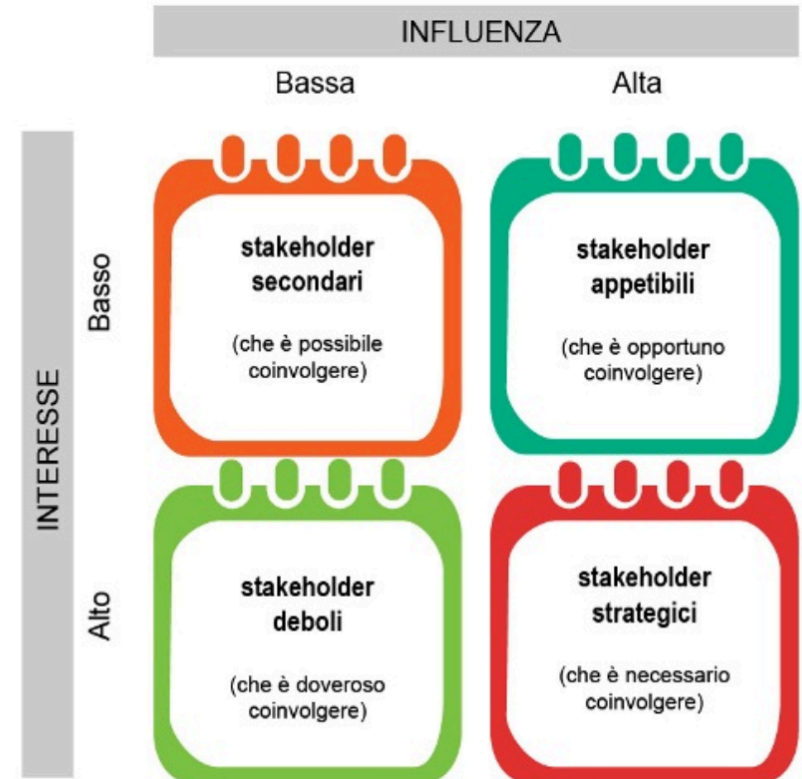 INFLUENZA
Bassa
Alta
INTERESSE
Basso
stakeholder
secondari
(che è possibile
coinvolgere)
stakeholder
appetibili
(che è opportuno
coinvolgere)
Alto
stakeholder
deboli
(che è doveroso
coinvolgere)
stakeholder
strategici
(che è necessario
coinvolgere)